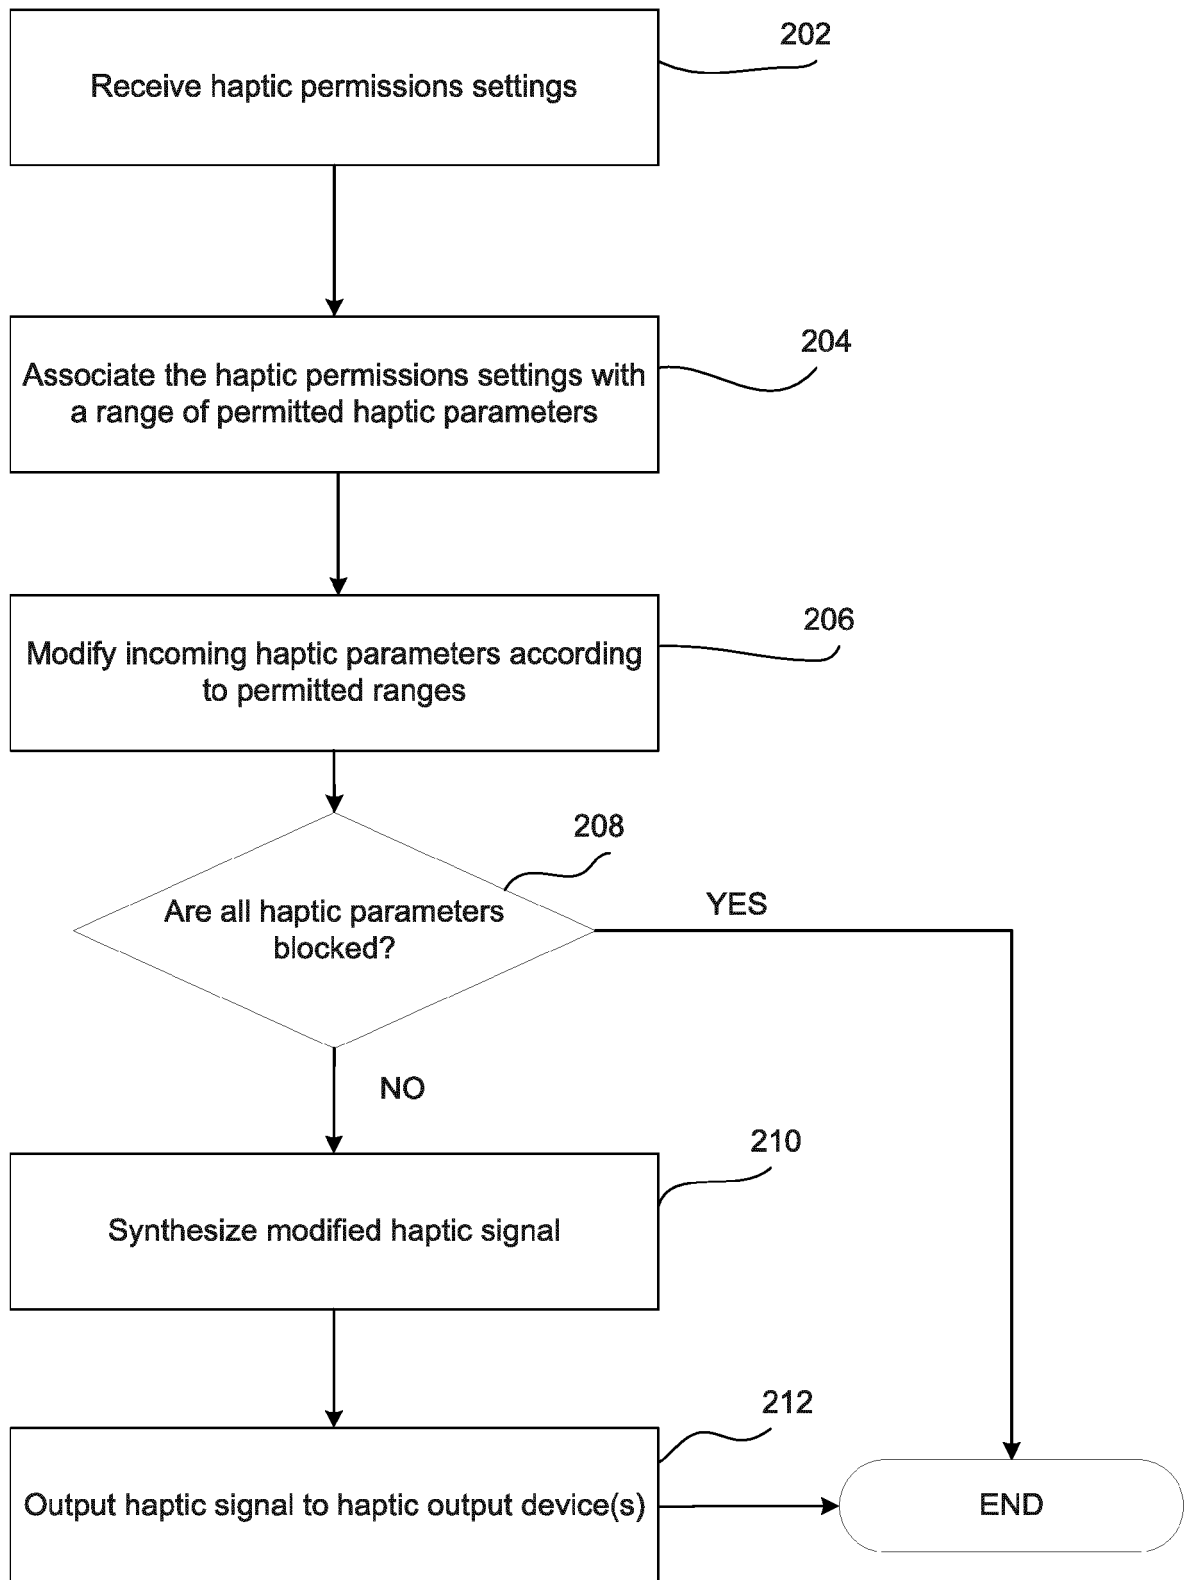 202
Receive haptic permissions settings
204
Associate the haptic permissions settings with
a range of permitted haptic parameters
206
Modify incoming haptic parameters according
to permitted ranges
208
Are all haptic parameters
blocked?
YES
NO
210
Synthesize modified haptic signal
212
Output haptic signal to haptic output device(s)
END